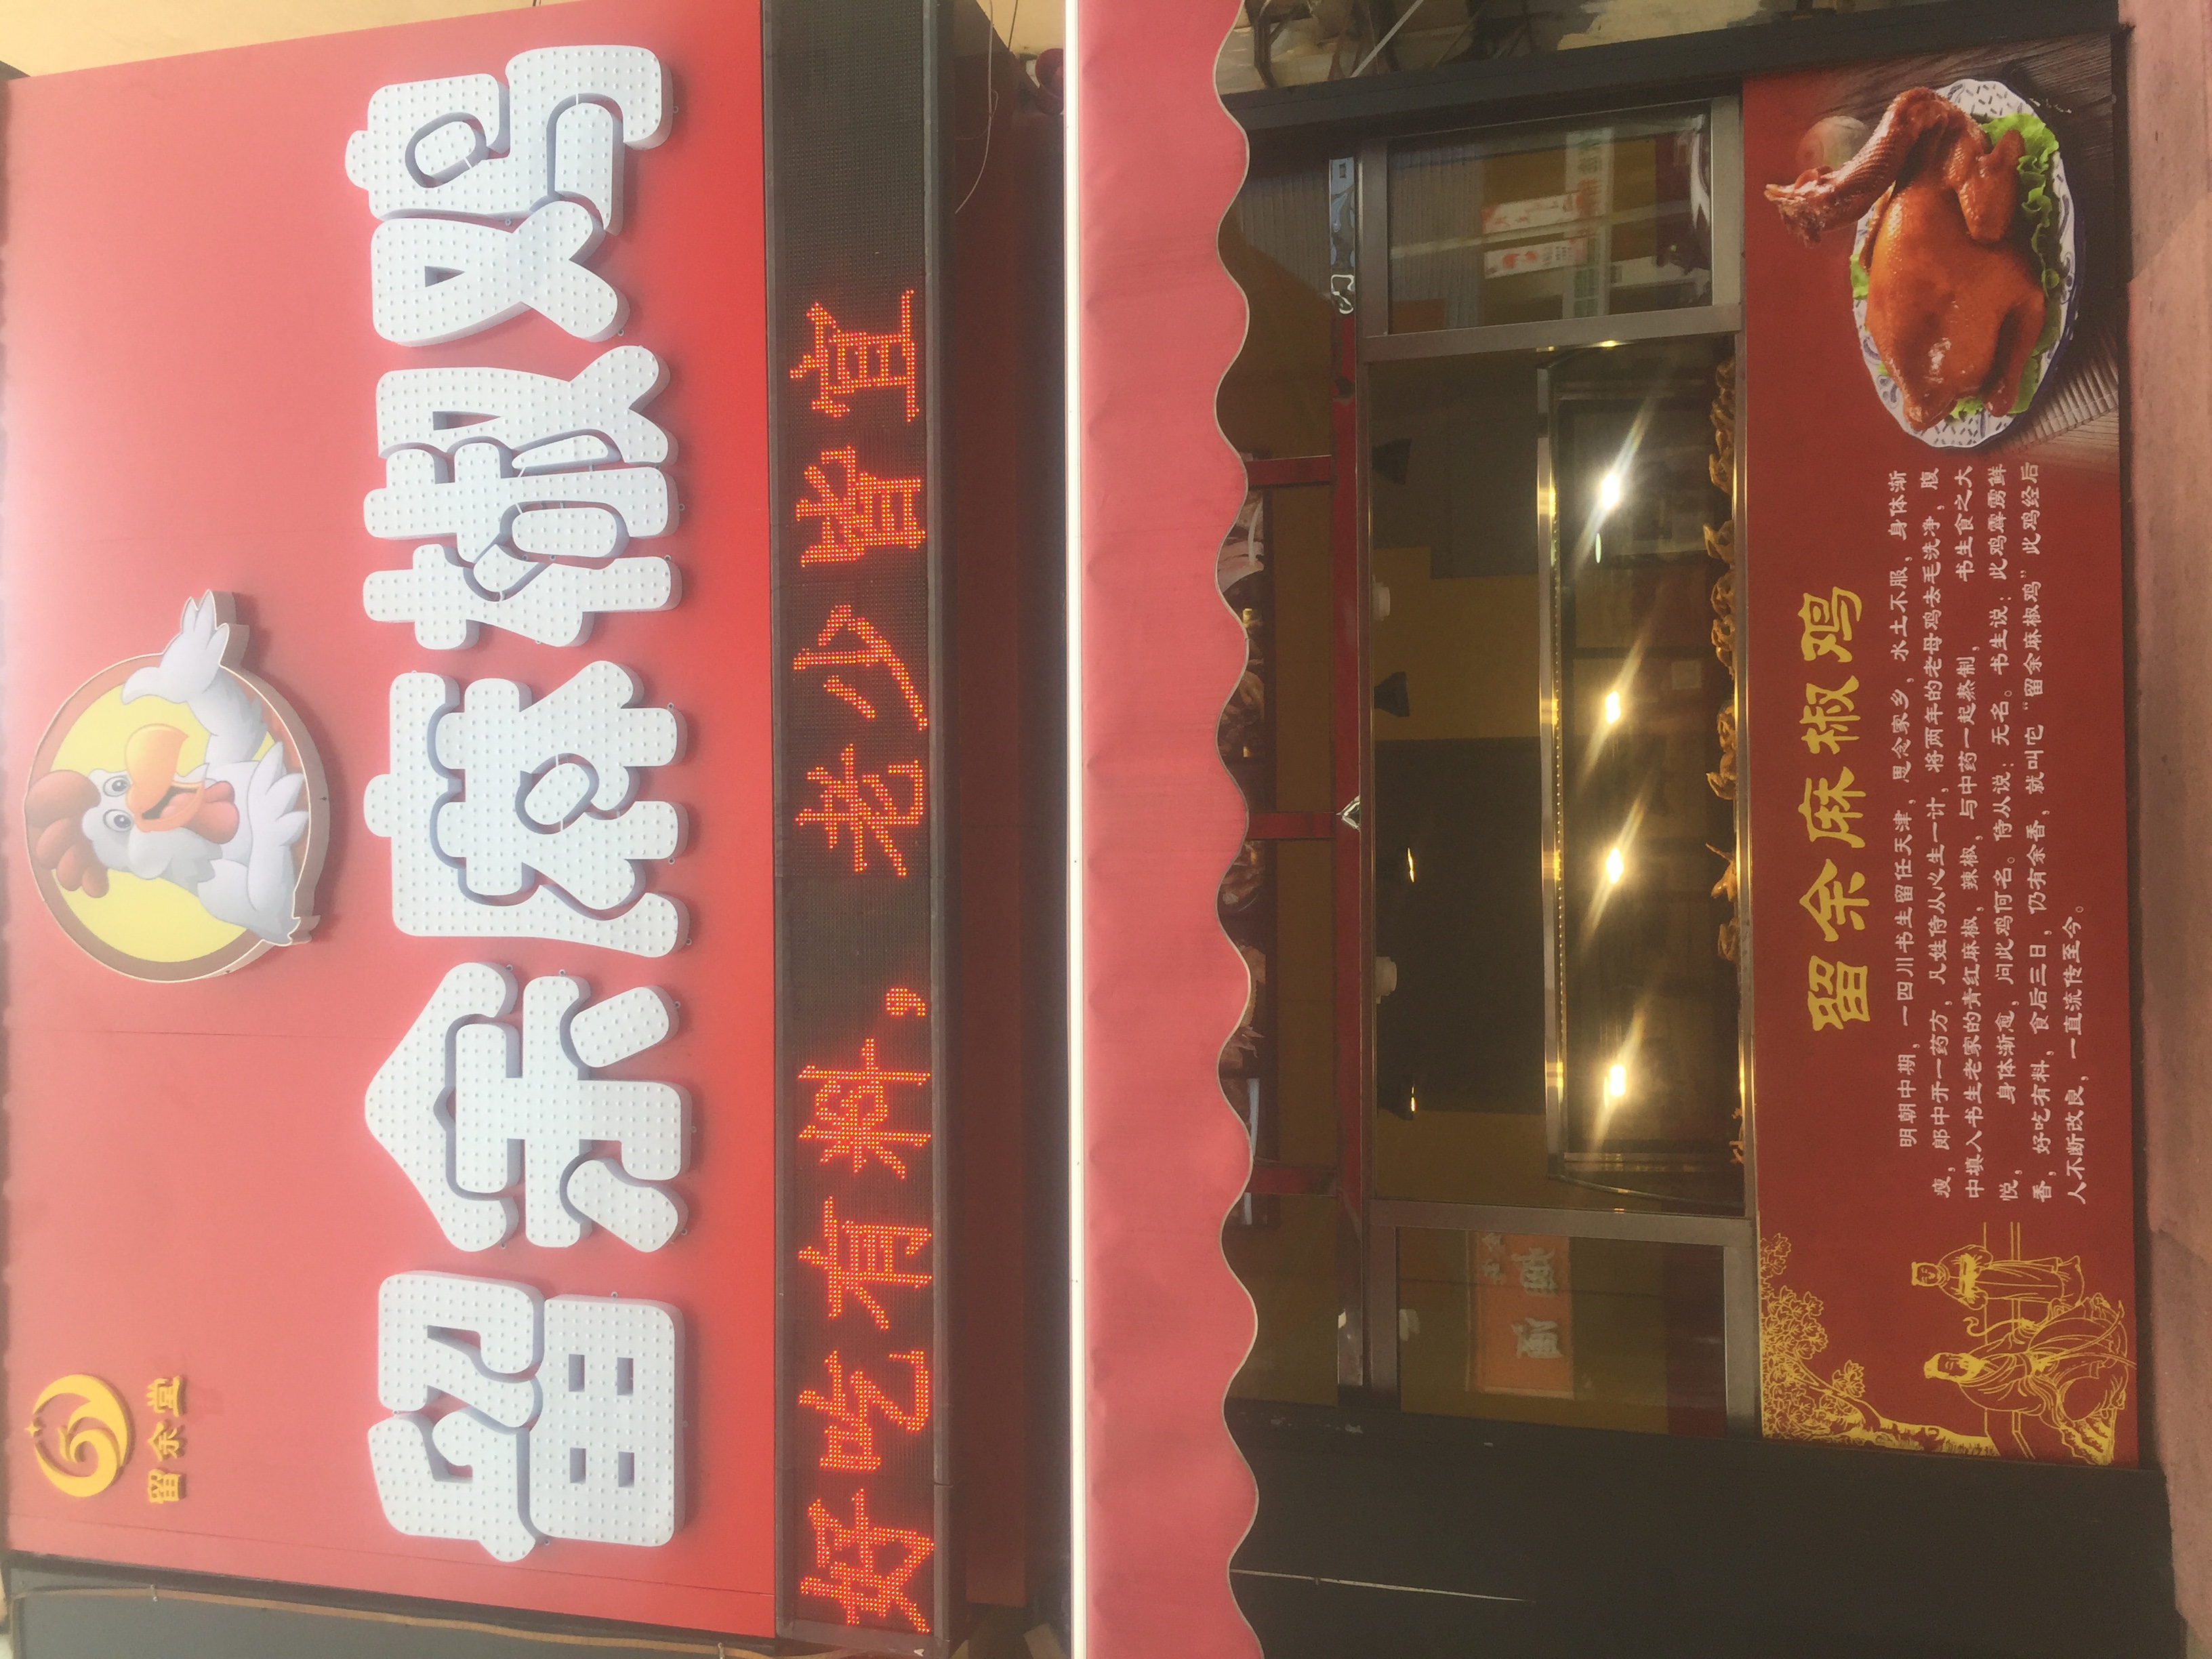 留余堂
留余麻椒鸡
好吃有料，老少皆宜
留余麻椒鸡
明朝中期，一四川书生留任天津，思念家乡，水土不服，身体渐
瘦，郎中开一药方，凡姓侍从心生一计，将两年的老母鸡去毛洗净，腹
中填入书生老家的青红麻椒，辣椒，与中药一起熬制，书生食之大
悦，身体渐愈，问此鸡何名。侍从说：无名。书生说：此鸡霹雳鲜
香，好吃有料，食后三日，仍有余香，就叫它“留余麻椒鸡”此鸡经后
人不断改良，一直流传至今。